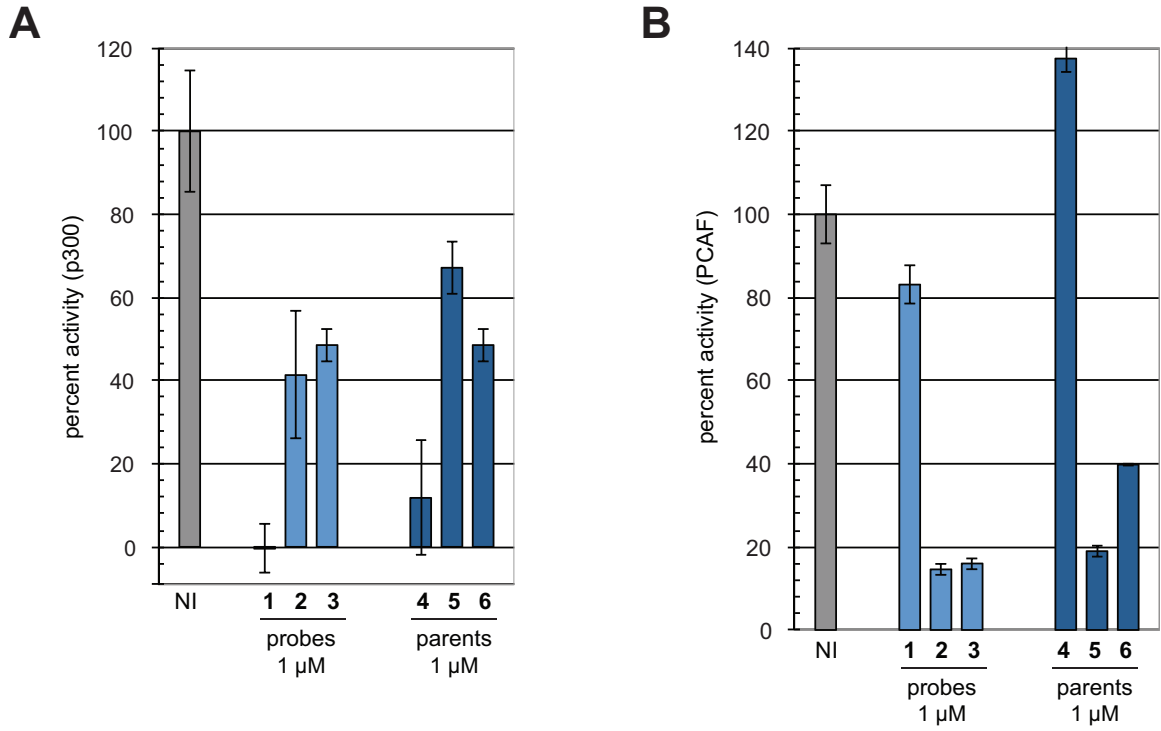 A
percent activity (p300)
120
100
80
60
40
20
0
NI
1 2 3
4 5 6
probes
1 µM
parents
1 µM
B
percent activity (PCAF)
140
120
100
80
60
40
20
0
NI
1 2 3
4 5 6
probes
1 µM
parents
1 µM